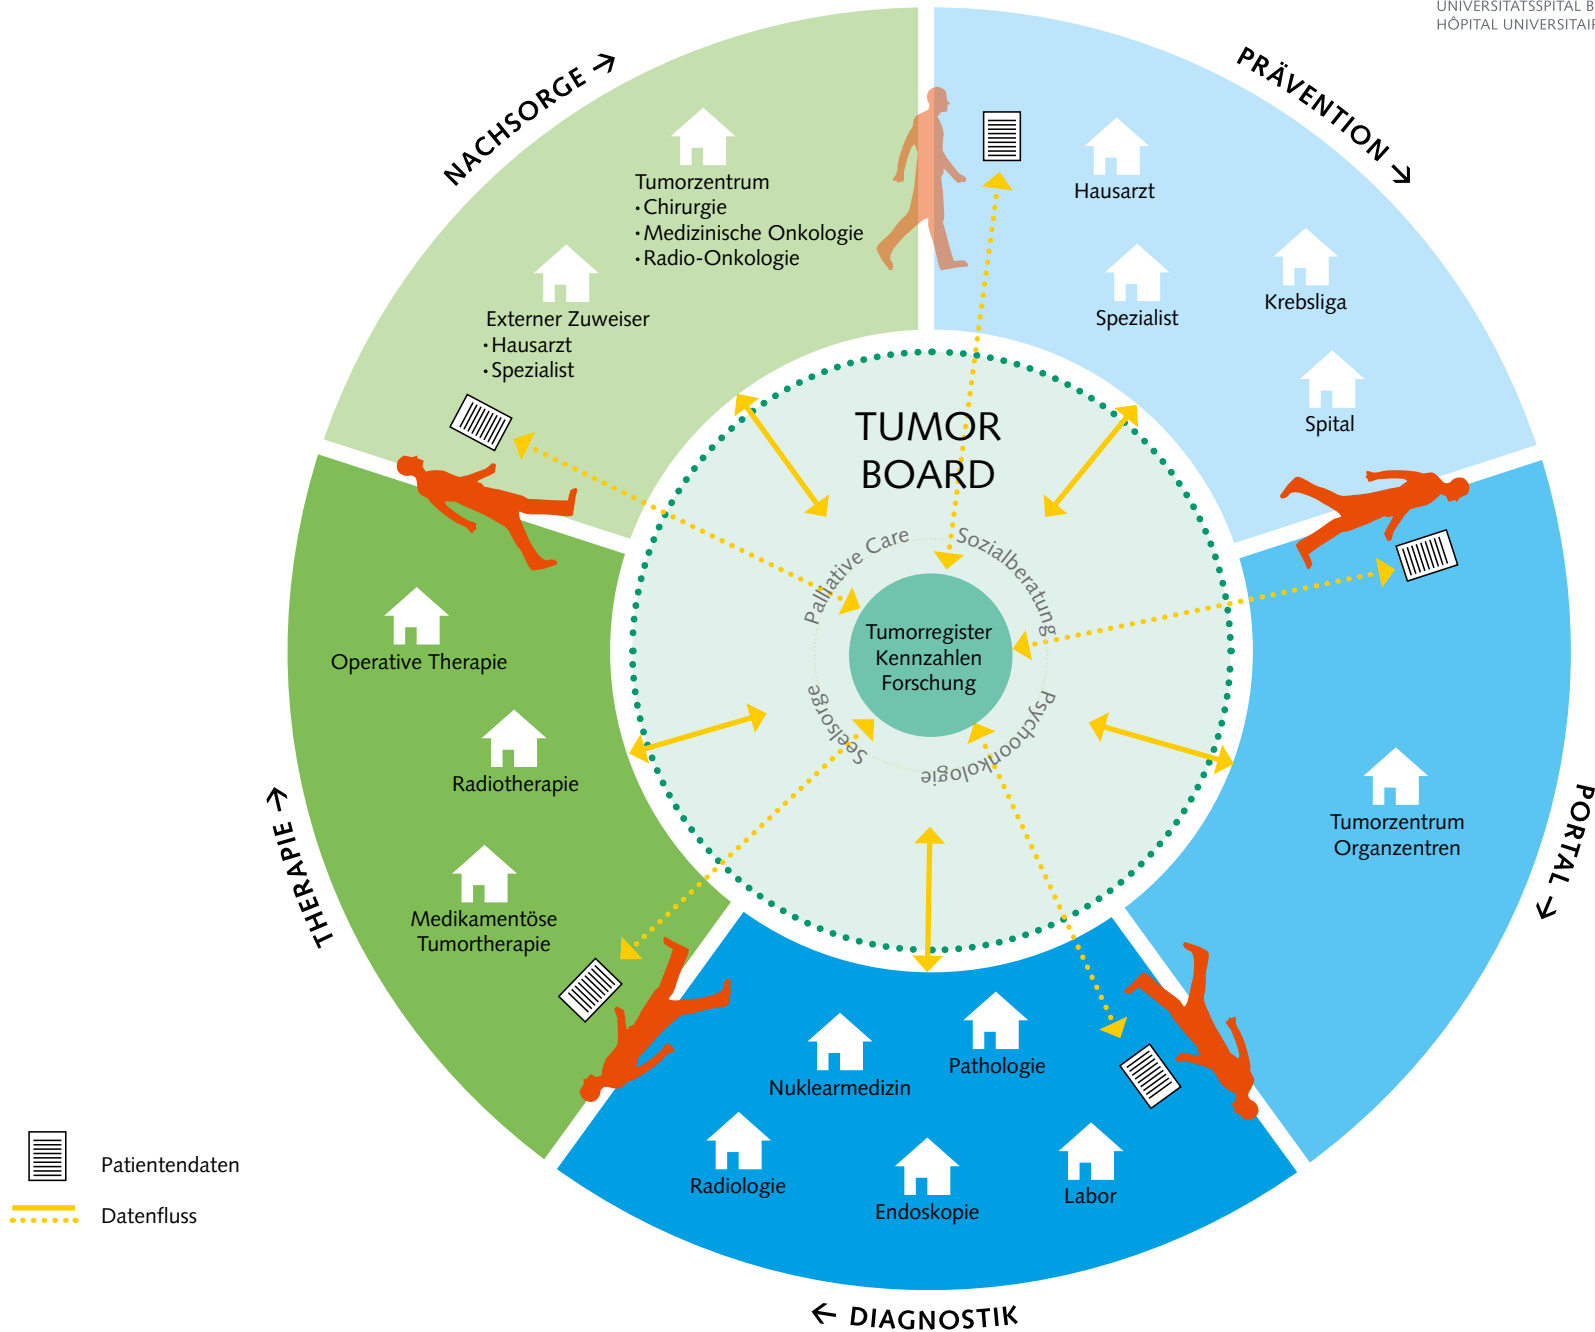 UNIVERSITÄTSSPITAL B
HÔPITAL UNIVERSITAIR
NACHSORGE →
PRÄVENTION →
Tumorzentrum
· Chirurgie
· Medizinische Onkologie
· Radio-Onkologie
Hausarzt
Externer Zuweiser
· Hausarzt
· Spezialist
Spezialist
Krebsliga
Spital
TUMOR
BOARD
Palliative Care
Sozialberatung
Tumorregister
Kennzahlen
Forschung
Seelsorge
Psychoonkologie
Operative Therapie
Radiotherapie
Medikamentöse
Tumortherapie
THERAPIE →
Tumorzentrum
Organzentren
PORTAL →
Nuklearmedizin
Pathologie
Radiologie
Endoskopie
Labor
Patientendaten
Datenfluss
← DIAGNOSTIK